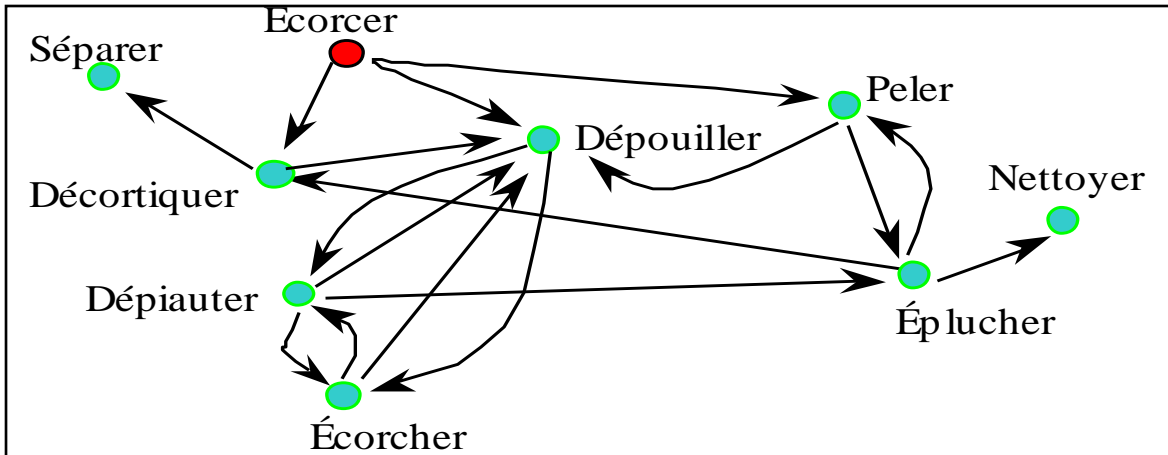 Ecorcer
Séparer
Peler
Dépouiller
Nettoyer
Décortiquer
Dépiauter
Éplucher
Écorcher